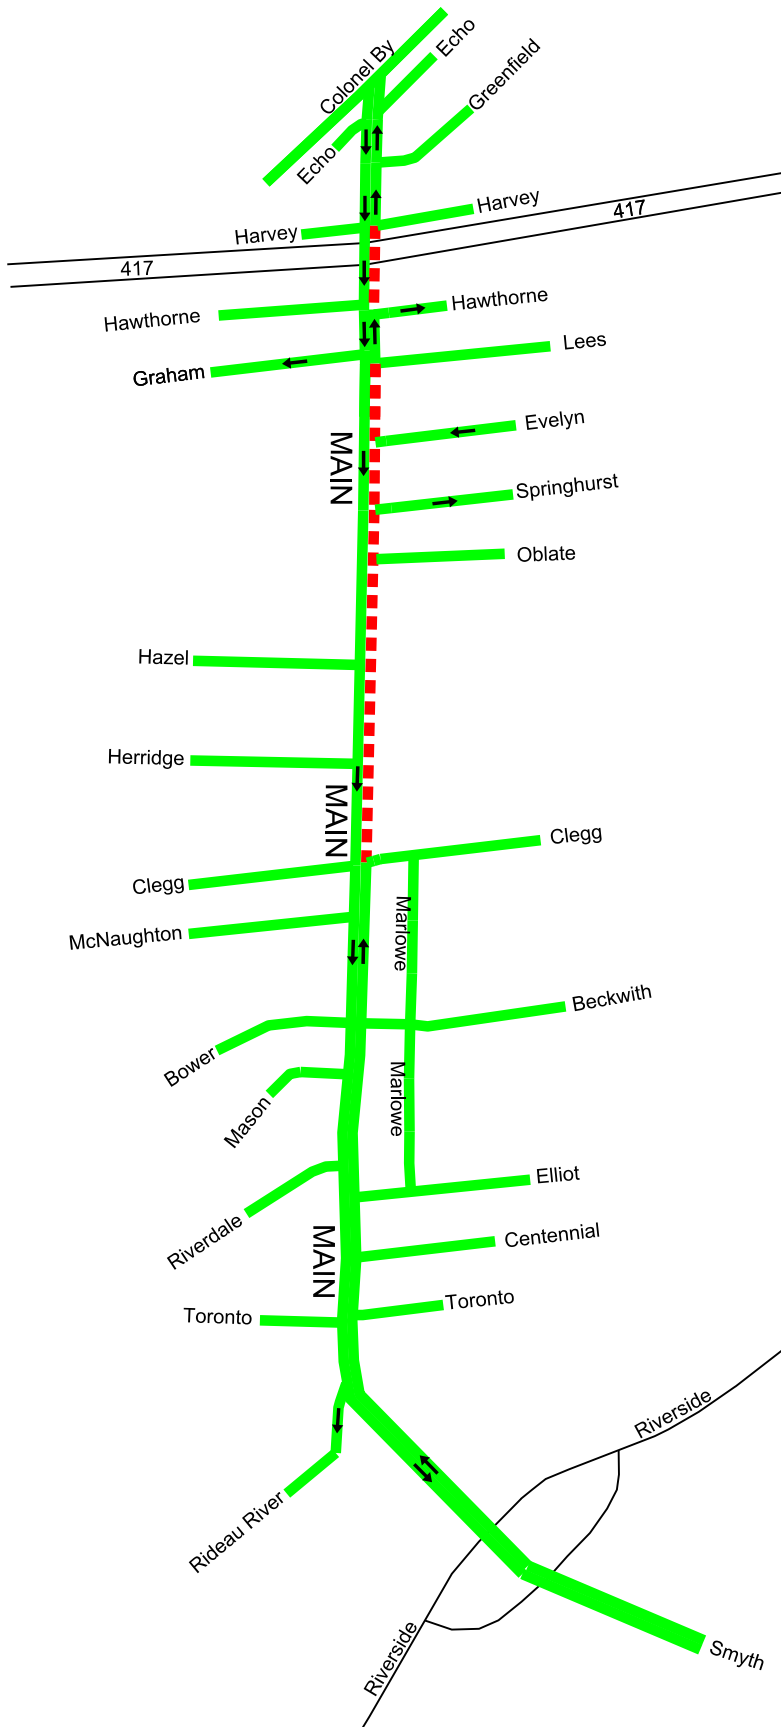 Echo
Colonel By
Greenfield
Echo
Harvey
Harvey
417
417
Hawthorne
Hawthorne
Lees
Graham
Evelyn
MAIN
Springhurst
Oblate
Hazel
Herridge
MAIN
Clegg
Clegg
Marlowe
McNaughton
Beckwith
Bower
Marlowe
Mason
Elliot
Riverdale
Centennial
MAIN
Toronto
Toronto
Riverside
Rideau River
Riverside
Smyth